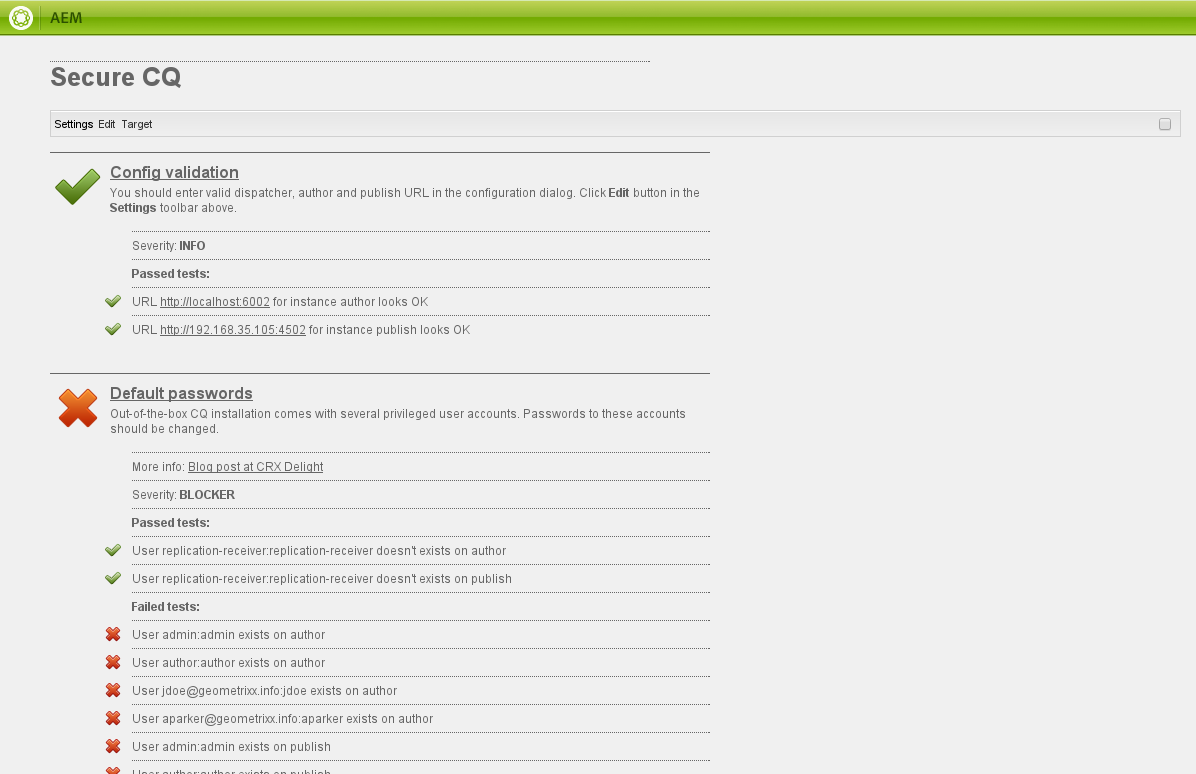 AEM
Secure CQ
Settings Edit Target
Config validation
You should enter valid dispatcher, author and publish URL in the configuration dialog. Click Edit button in the
Settings toolbar above.
Severity: INFO
Passed tests:
URL http://localhost:6002 for instance author looks OK
URL http://192.168.35.105:4502 for instance publish looks OK
Default passwords
Out-of-the-box CQ installation comes with several privileged user accounts. Passwords to these accounts
should be changed.
More info: Blog post at CRX Delight
Severity: BLOCKER
Passed tests:
User replication-receiver:replication-receiver doesn't exists on author
User replication-receiver:replication-receiver doesn't exists on publish
Failed tests:
User admin:admin exists on author
User author:author exists on author
User jdoe@geometrixx.info:jdoe exists on author
User aparker@geometrixx.info:aparker exists on author
User admin:admin exists on publish
User author:author exists on publish